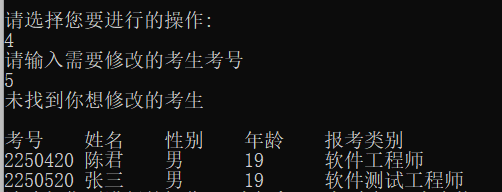 请选择您要进行的操作:
4
请输入需要修改的考生考号
5
未找到你想修改的考生
考号 姓名 性别 年龄 报考类别
2250420 陈君 男 19 软件工程师
2250520 张三 男 19 软件测试工程师